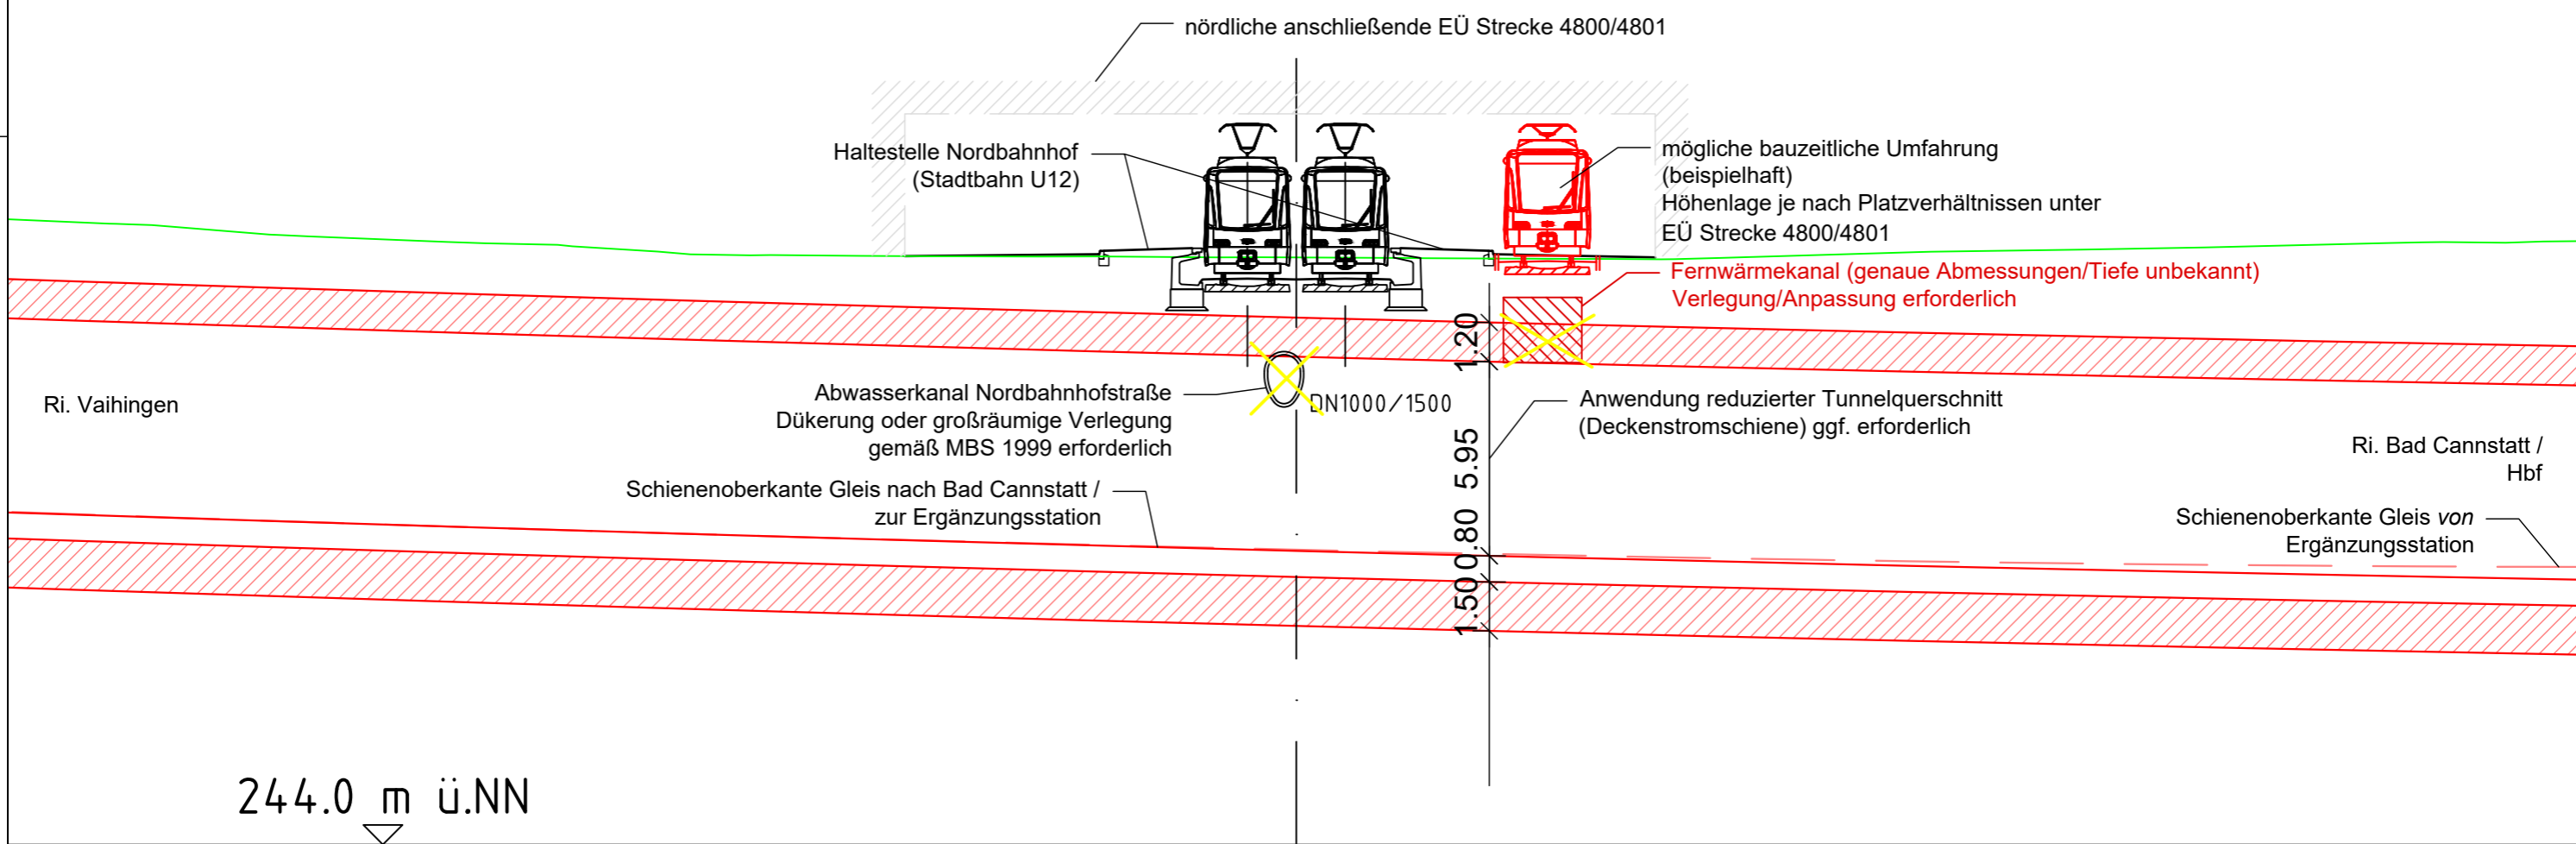 nördliche anschließende EÜ Strecke 4800/4801
Haltestelle Nordbahnhof
(Stadtbahn U12)
mögliche bauzeitliche Umfahrung
(beispielhaft)
Höhenlage je nach Platzverhältnissen unter
EÜ Strecke 4800/4801
Fernwärmekanal (genaue Abmessungen/Tiefe unbekannt)
Verlegung/Anpassung erforderlich
1.20
Ri. Vaihingen
Abwasserkanal Nordbahnhofstraße
Dükerung oder großräumige Verlegung
gemäß MBS 1999 erforderlich
DN1000/1500
Anwendung reduzierter Tunnelquerschnitt
(Deckenstromschiene) ggf. erforderlich
5.95
Ri. Bad Cannstatt /
Hbf
Schienenoberkante Gleis nach Bad Cannstatt /
zur Ergänzungsstation
0.80
Schienenoberkante Gleis von
Ergänzungsstation
1.50
244.0 m ü.NN